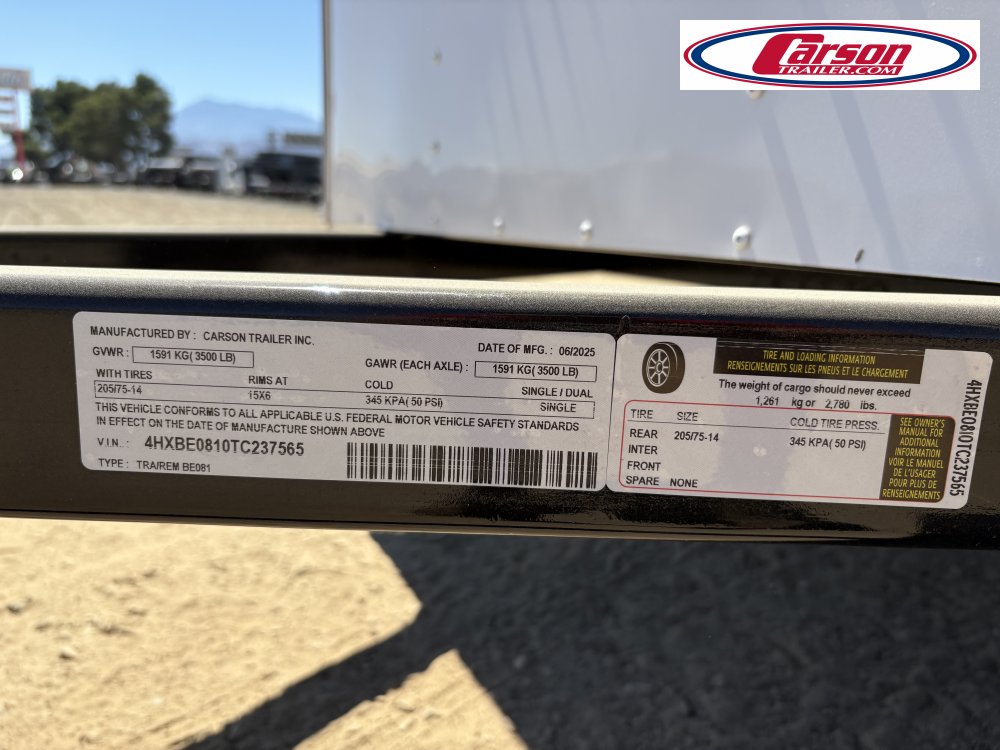 Carson
TRAILER.COM
MANUFACTURED BY : CARSON TRAILER INC.
DATE OF MFG. : 06/2025
GVWR : 1591 KG( 3500 LB)
GAWR (EACH AXLE) : 1591 KG( 3500 LB)
WITH TIRES RIMS AT COLD SINGLE / DUAL
205/75-14 15X6 345 KPA( 50 PSI) SINGLE
THIS VEHICLE CONFORMS TO ALL APPLICABLE U.S. FEDERAL MOTOR VEHICLE SAFETY STANDARDS
IN EFFECT ON THE DATE OF MANUFACTURE SHOWN ABOVE
V.I.N. : 4HXBE0810TC237565
TYPE : TRA/REM BE081
TIRE AND LOADING INFORMATION
RENSEIGNEMENTS SUR LES PNEUS ET LE CHARGEMENT
The weight of cargo should never exceed
1,261 kg or 2,780 lbs.
TIRE SIZE COLD TIRE PRESS.
REAR 205/75-14 345 KPA( 50 PSI)
INTER
FRONT
SPARE NONE
SEE OWNER'S
MANUAL FOR
ADDITIONAL
INFORMATION
VOIR LE MANUEL
DE L'USAGER
POUR PLUS DE
RENSEIGNEMENTS
4HXBE0810TC237565